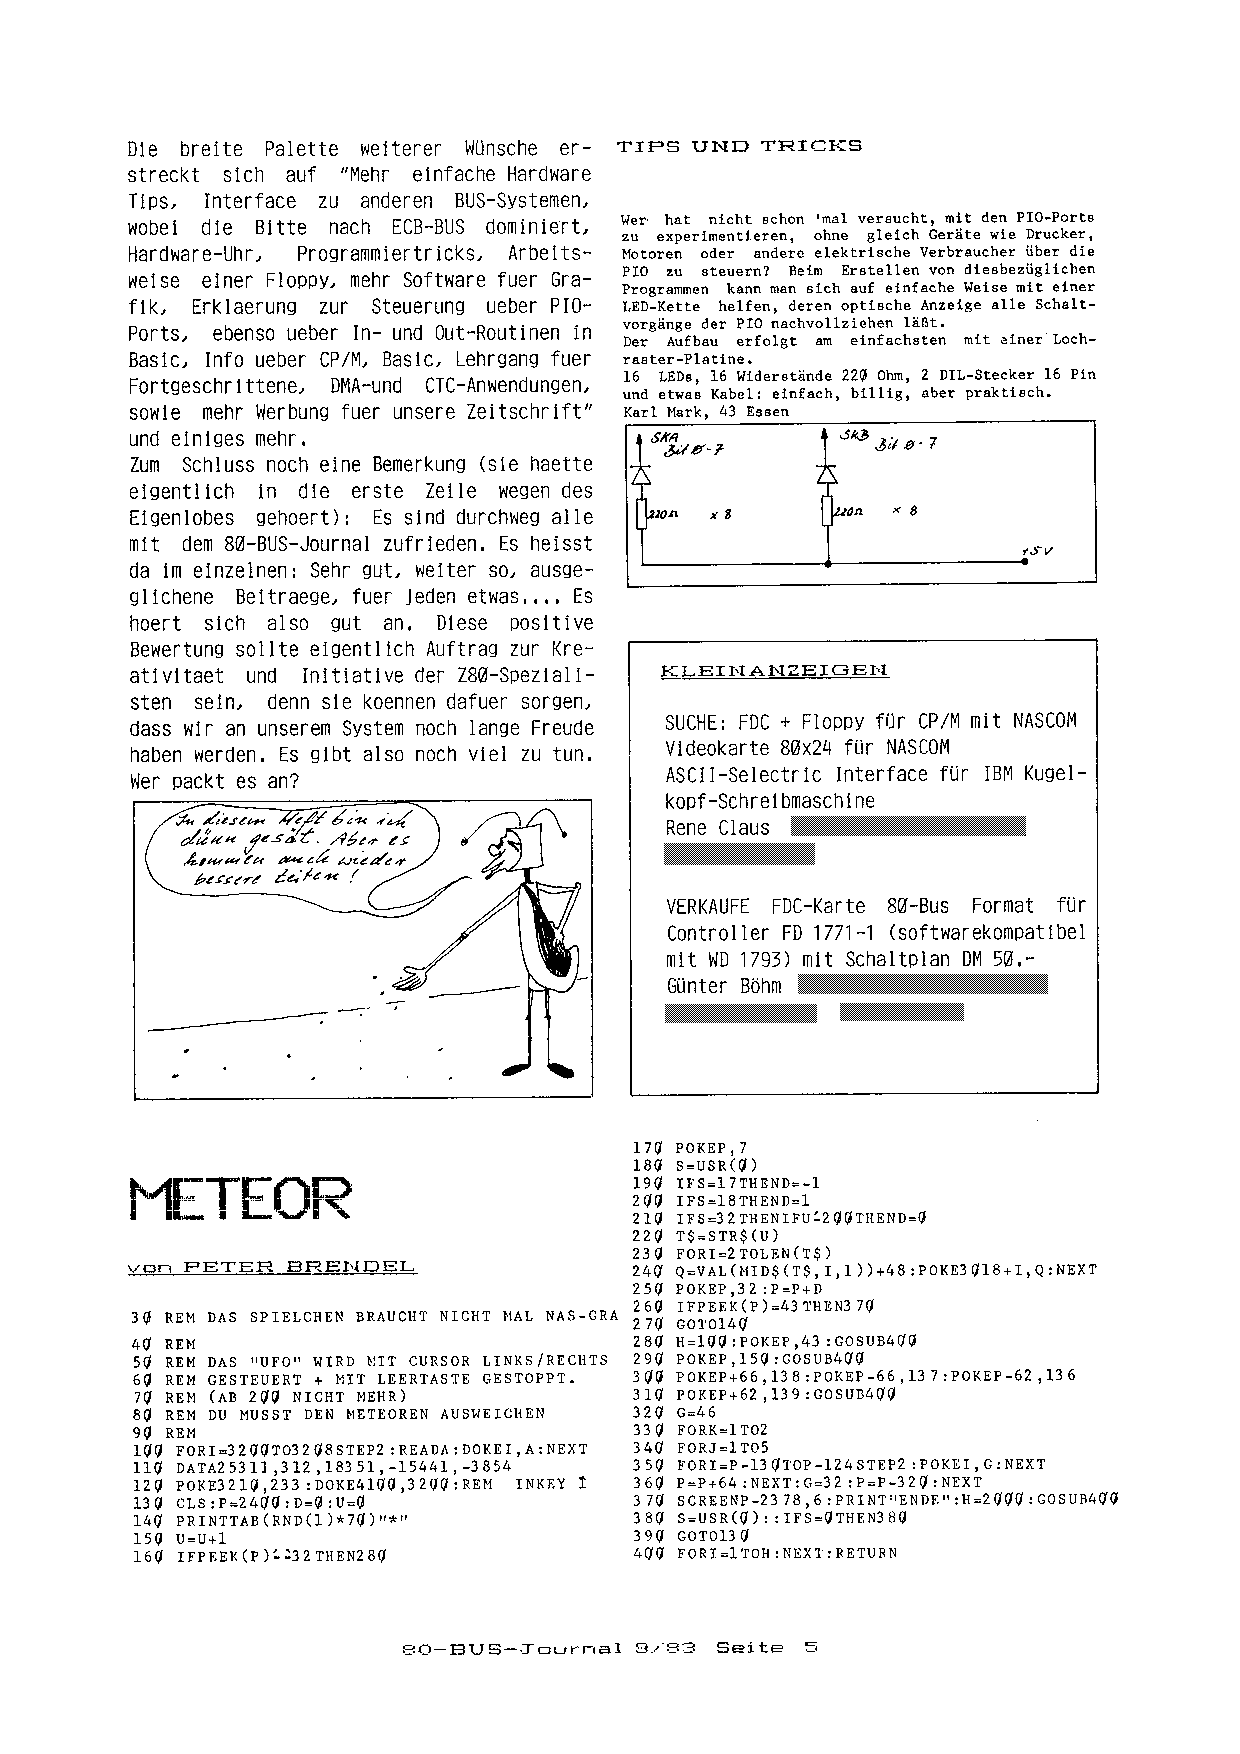 Die breite Palette weiterer Wünsche er-
streckt sich auf "Mehr einfache Hardware
Tips, Interface zu anderen BUS-Systemen,
wobei die Bitte nach ECB-BUS dominiert,
Hardware-Uhr, Programmiertricks, Arbeits-
weise einer Floppy, mehr Software fuer Gra-
fik, Erklaerung zur Steuerung ueber PIO-
Ports, ebenso ueber In- und Out-Routinen in
Basic, Info ueber CP/M, Basic, Lehrgang fuer
Fortgeschrittene, DMA-und CTC-Anwendungen,
sowie mehr Werbung fuer unsere Zeitschrift"
und einiges mehr.
Zum Schluss noch eine Bemerkung (sie haette
eigentlich in die erste Zeile wegen des
Eigenlobes gehoert): Es sind durchweg alle
mit dem 80-BUS-Journal zufrieden. Es heisst
da im einzelnen: Sehr gut, weiter so, ausge-
glichene Beitraege, fuer jeden etwas.... Es
hoert sich also gut an. Diese positive
Bewertung sollte eigentlich Auftrag zur Kre-
ativitaet und Initiative der Z80-Speziali-
sten sein, denn sie koennen dafuer sorgen,
dass wir an unserem System noch lange Freude
haben werden. Es gibt also noch viel zu tun.
Wer packt es an?
In diesem Heft bin ich
dünn gesät. Aber es
kommen auch wieder
bessere Zeiten!
TIPS UND TRICKS
Wer hat nicht schon 'mal versucht, mit den PIO-Ports
zu experimentieren, ohne gleich Geräte wie Drucker,
Motoren oder andere elektrische Verbraucher über die
PIO zu steuern? Beim Erstellen von diesbezüglichen
Programmen kann man sich auf einfache Weise mit einer
LED-Kette helfen, deren optische Anzeige alle Schalt-
vorgänge der PIO nachvollziehen läßt.
Der Aufbau erfolgt am einfachsten mit einer Loch-
raster-Platine.
16 LEDs, 16 Widerstände 220 Ohm, 2 DIL-Stecker 16 Pin
und etwas Kabel: einfach, billig, aber praktisch.
Karl Mark, 43 Essen
SKA
Bit 0-7
SKB
Bit 0-7
220Ω x 8
220Ω x 8
+5V
KLEINANZEIGEN
SUCHE: FDC + Floppy für CP/M mit NASCOM
Videokarte 80x24 für NASCOM
ASCII-Selectric Interface für IBM Kugel-
kopf-Schreibmaschine
Rene Claus
VERKAUFE FDC-Karte 80-Bus Format für
Controller FD 1771-1 (softwarekompatibel
mit WD 1793) mit Schaltplan DM 50.-
Günter Böhm
METEOR
von PETER BRENDEL
30 REM DAS SPIELCHEN BRAUCHT NICHT MAL NAS-GRA
40 REM
50 REM DAS "UFO" WIRD MIT CURSOR LINKS/RECHTS
60 REM GESTEUERT + MIT LEERTASTE GESTOPPT.
70 REM (AB 200 NICHT MEHR)
80 REM DU MUSST DEN METEOREN AUSWEICHEN
90 REM
100 FORI=3200TO3208STEP2:READA:DOKEI,A:NEXT
110 DATA25311,312,18351,-15441,-3854
120 POKE3210,233:DOKE4100,3200:REM INKEY
130 CLS:P=2400:D=0:U=0
140 PRINTTAB(RND(1)*70)"*"
150 U=U+1
160 IFPEEK(P) 32THEN280
170 POKEP,7
180 S=USR(0)
190 IFS=17THEND=-1
200 IFS=18THEND=1
210 IFS=32THENIFU 200THEND=0
220 T$=STR$(U)
230 FORI=2TOLEN(T$)
240 Q=VAL(MID$(T$,I,1))+48:POKE3018+I,Q:NEXT
250 POKEP,32:P=P+D
260 IFPEEK(P)=43THEN370
270 GOTO140
280 H=100:POKEP,43:GOSUB400
290 POKEP,150:GOSUB400
300 POKEP+66,138:POKEP-66,137:POKEP-62,136
310 POKEP+62,139:GOSUB400
320 G=46
330 FORK=1TO2
340 FORJ=1TO5
350 FORI=P-130TOP-124STEP2:POKEI,G:NEXT
360 P=P+64:NEXT:G=32:P=P-320:NEXT
370 SCREENP-2378,6:PRINT"ENDE":H=2000:GOSUB400
380 S=USR(0)::IFS=0THEN380
390 GOTO130
400 FORI=1TOH:NEXT:RETURN
80-BUS-Journal 9/83 Seite 5